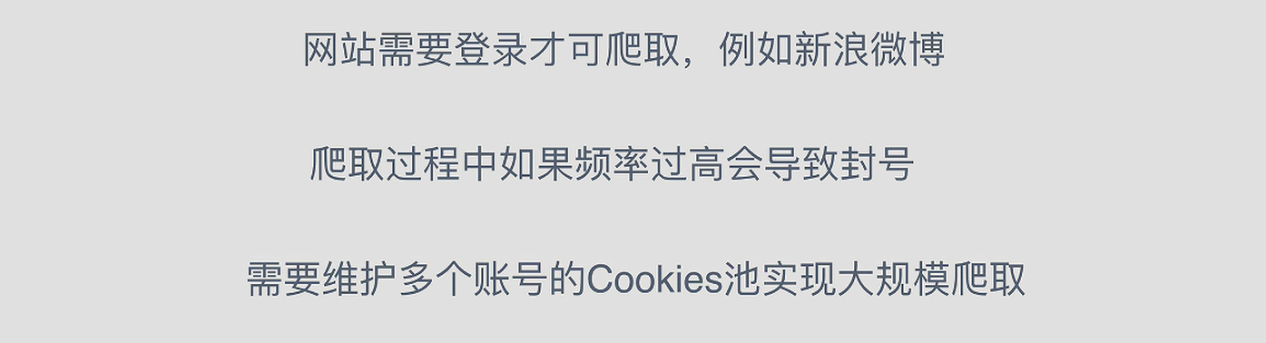 网站需要登录才可爬取，例如新浪微博
爬取过程中如果频率过高会导致封号
需要维护多个账号的Cookies池实现大规模爬取